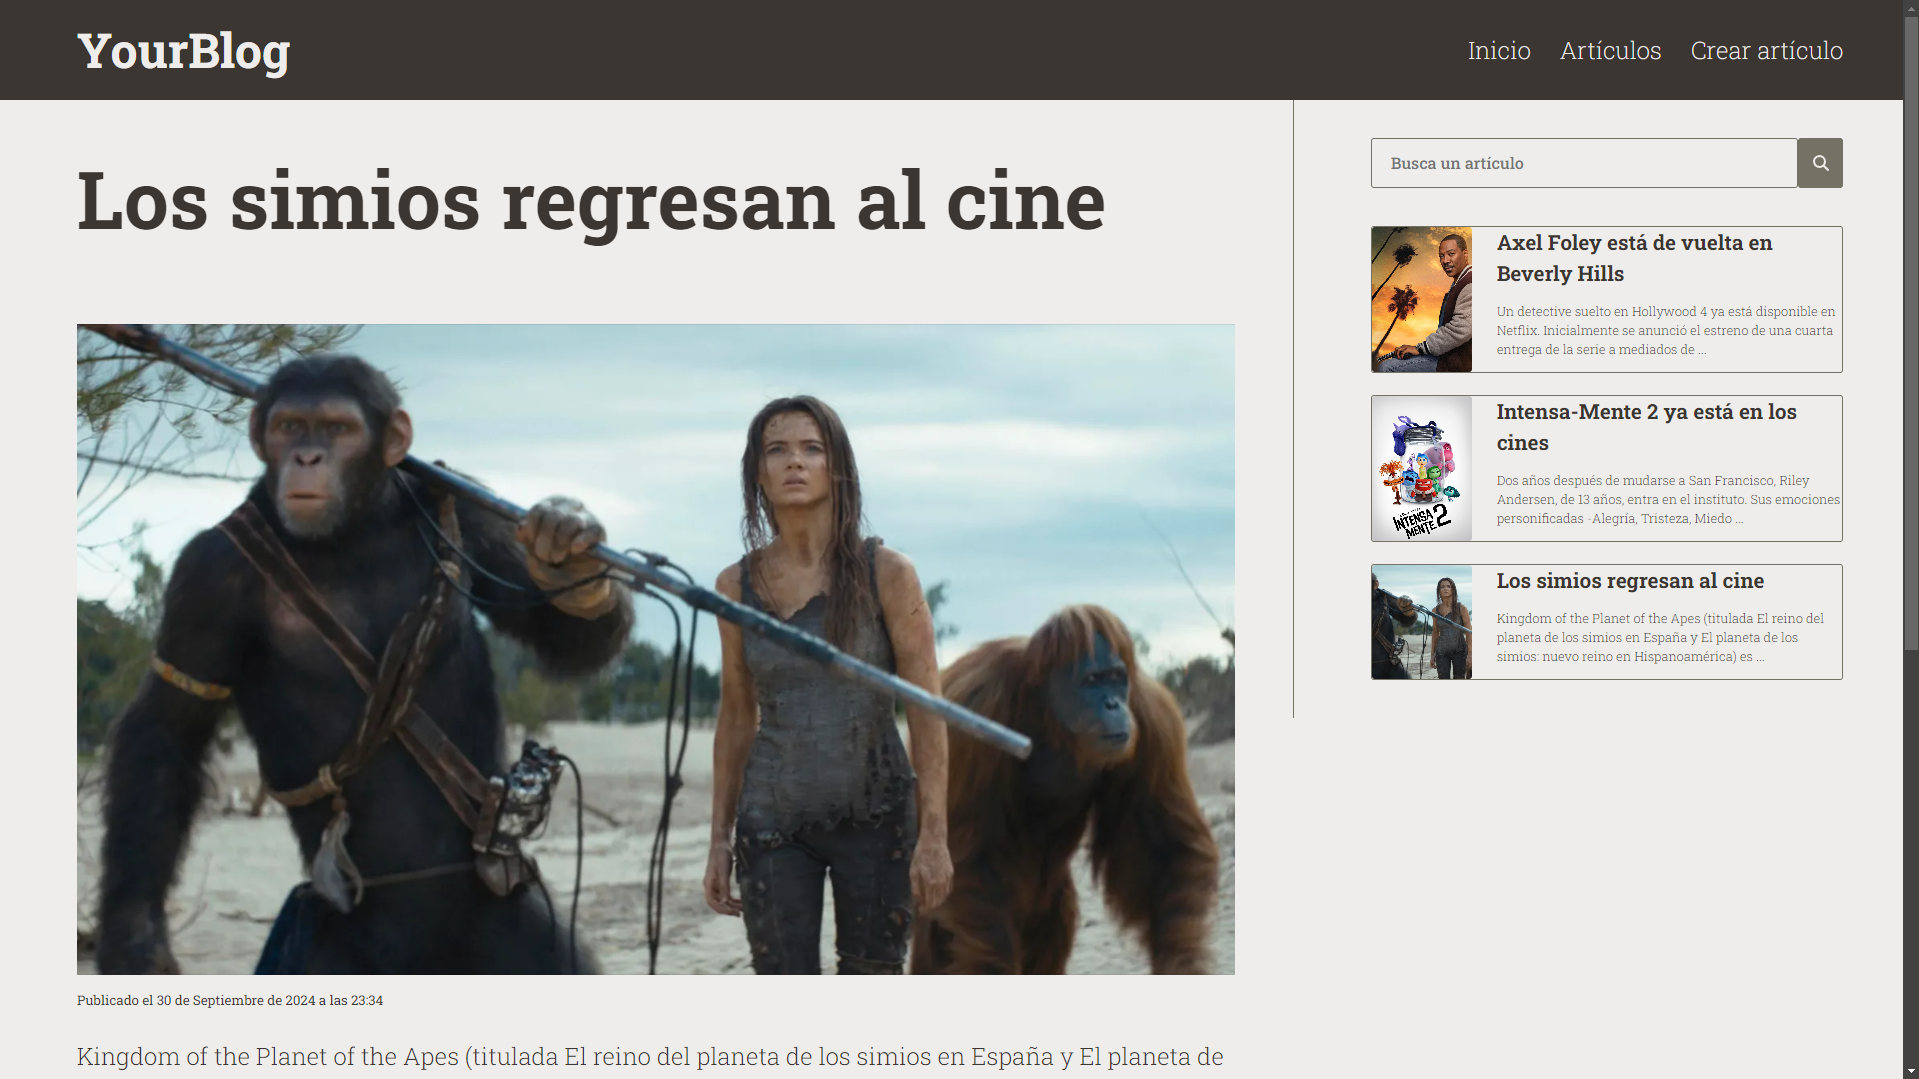 YourBlog
Inicio
Artículos
Crear artículo
Los simios regresan al cine
Publicado el 30 de Septiembre de 2024 a las 23:34
Kingdom of the Planet of the Apes (titulada El reino del planeta de los simios en España y El planeta de
Busca un artículo
Axel Foley está de vuelta en
Beverly Hills
Un detective suelto en Hollywood 4 ya está disponible en
Netflix. Inicialmente se anunció el estreno de una cuarta
entrega de la serie a mediados de ...
INTENSA
MENTE 2
Intensa-Mente 2 ya está en los
cines
Dos años después de mudarse a San Francisco, Riley
Andersen, de 13 años, entra en el instituto. Sus emociones
personificadas -Alegría, Tristeza, Miedo ...
Los simios regresan al cine
Kingdom of the Planet of the Apes (titulada El reino del
planeta de los simios en España y El planeta de los
simios: nuevo reino en Hispanoamérica) es ...